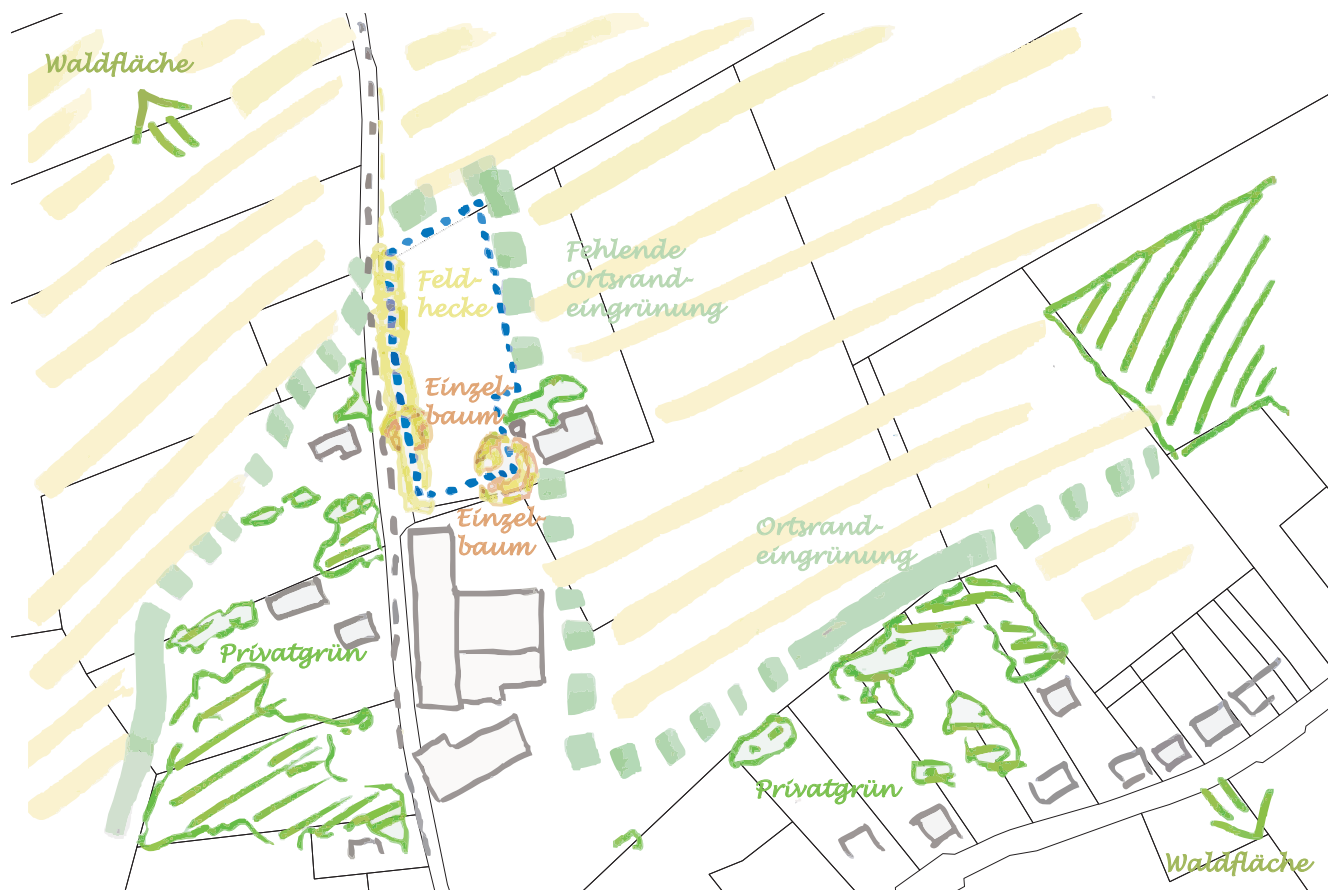 Waldfläche
Fehlende
Ortsrand-
eingrünung
Feld-
hecke
Einzel-
baum
Einzel-
baum
Ortsrand-
eingrünung
Privatgrün
Privatgrün
Waldfläche